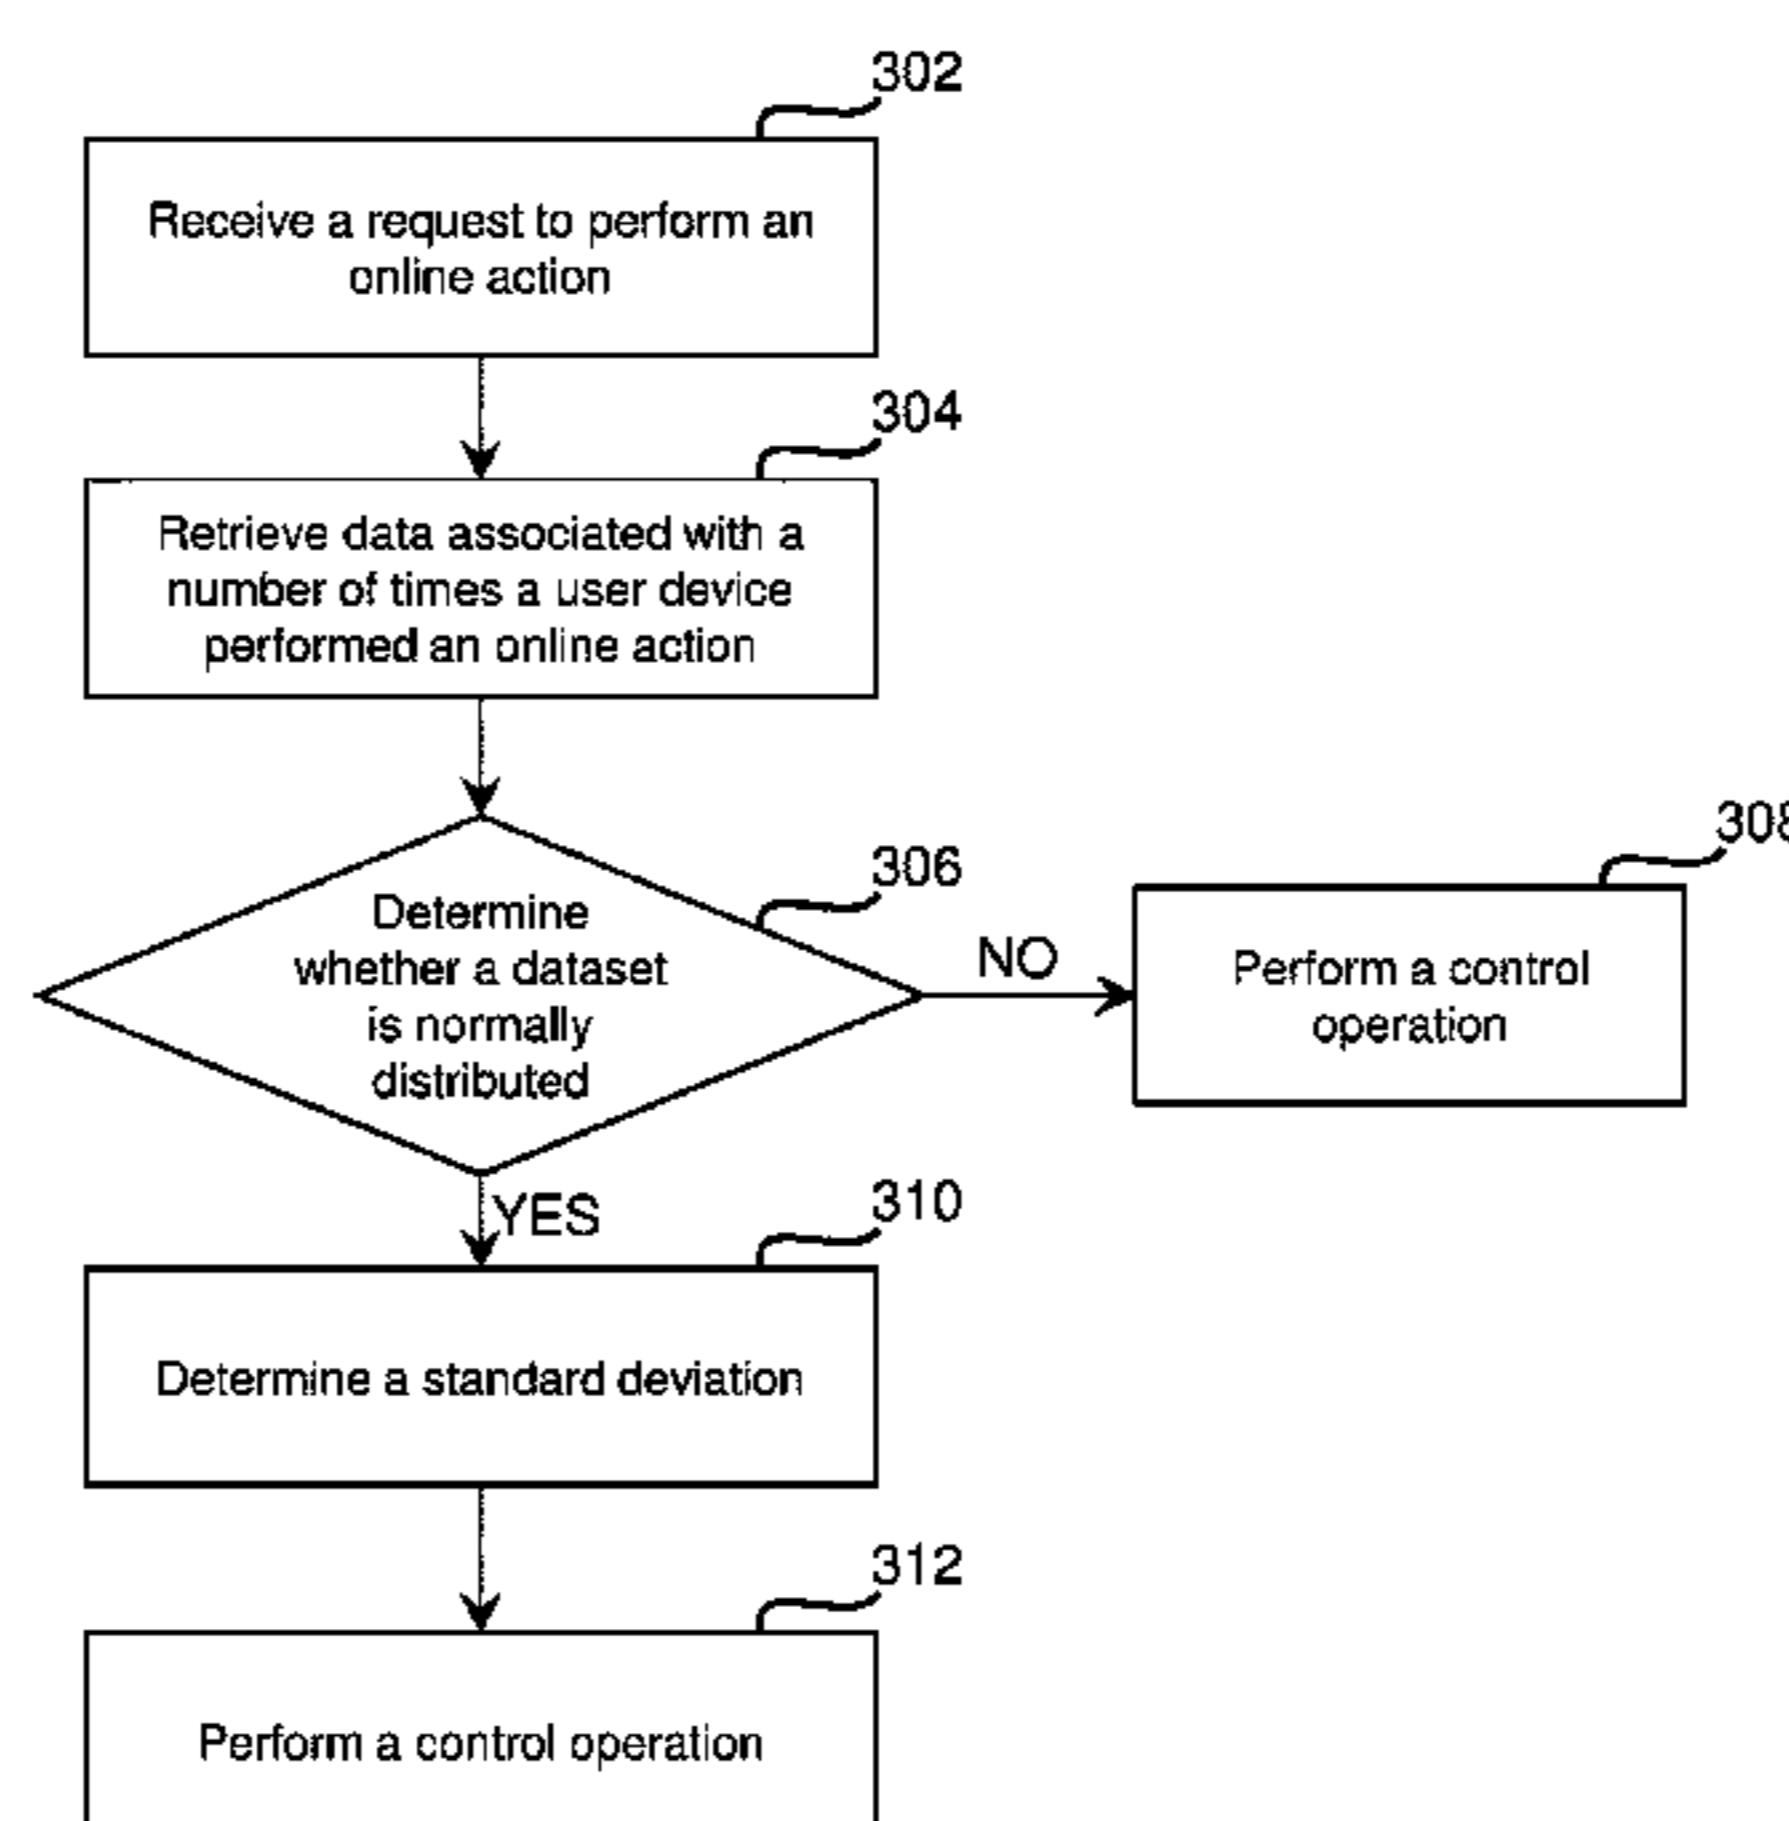 302
Receive a request to perform an
online action
304
Retrieve data associated with a
number of times a user device
performed an online action
306
Determine
whether a dataset
is normally
distributed
NO
308
Perform a control
operation
YES
310
Determine a standard deviation
312
Perform a control operation